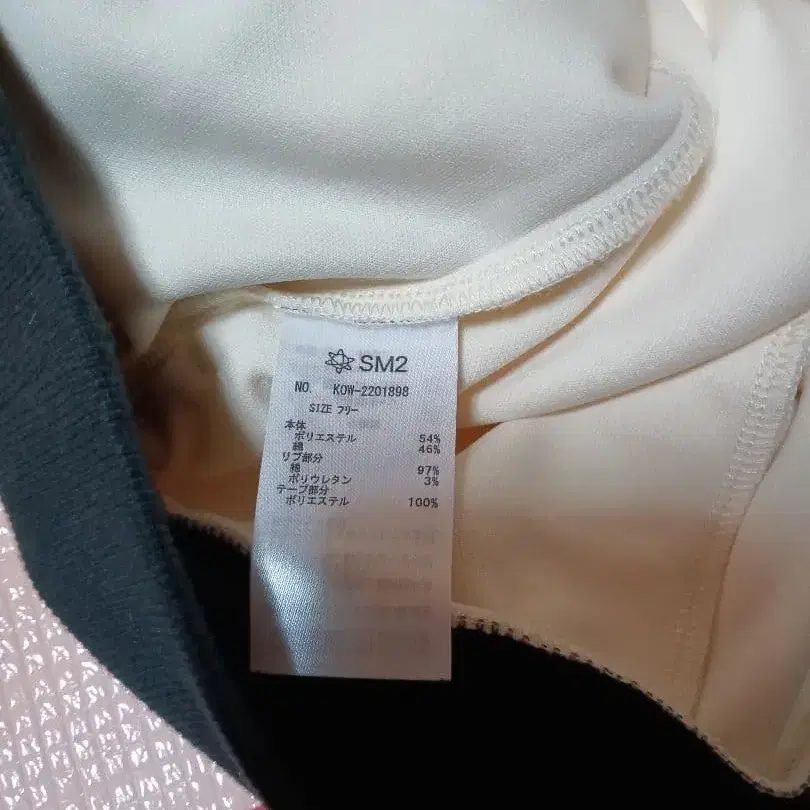 SM2
NO. KOW-2201898
SIZE フリー
本体
ポリエステル 54%
綿 46%
リブ部分
綿 97%
ポリウレタン 3%
テープ部分
ポリエステル 100%